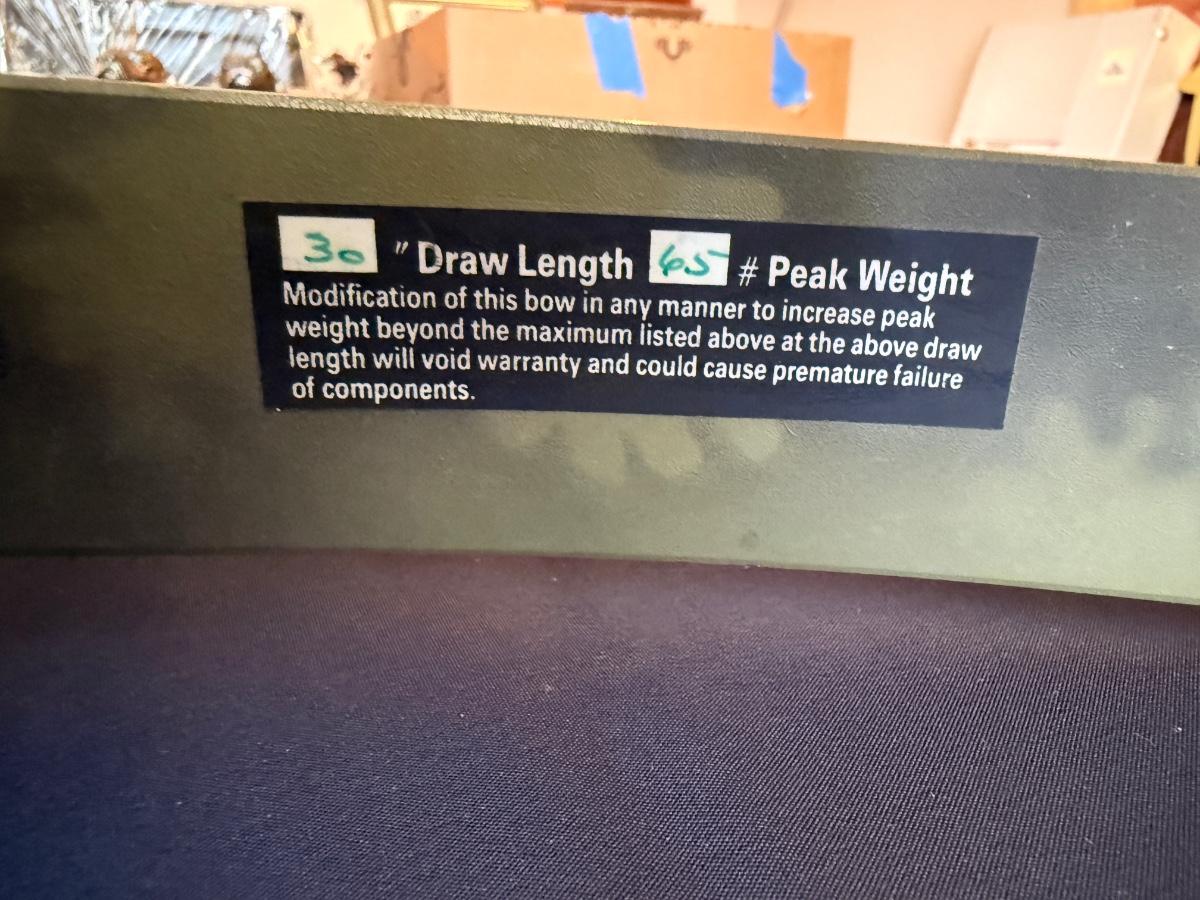 30 " Draw Length 65 # Peak Weight
Modification of this bow in any manner to increase peak
weight beyond the maximum listed above at the above draw
length will void warranty and could cause premature failure
of components.